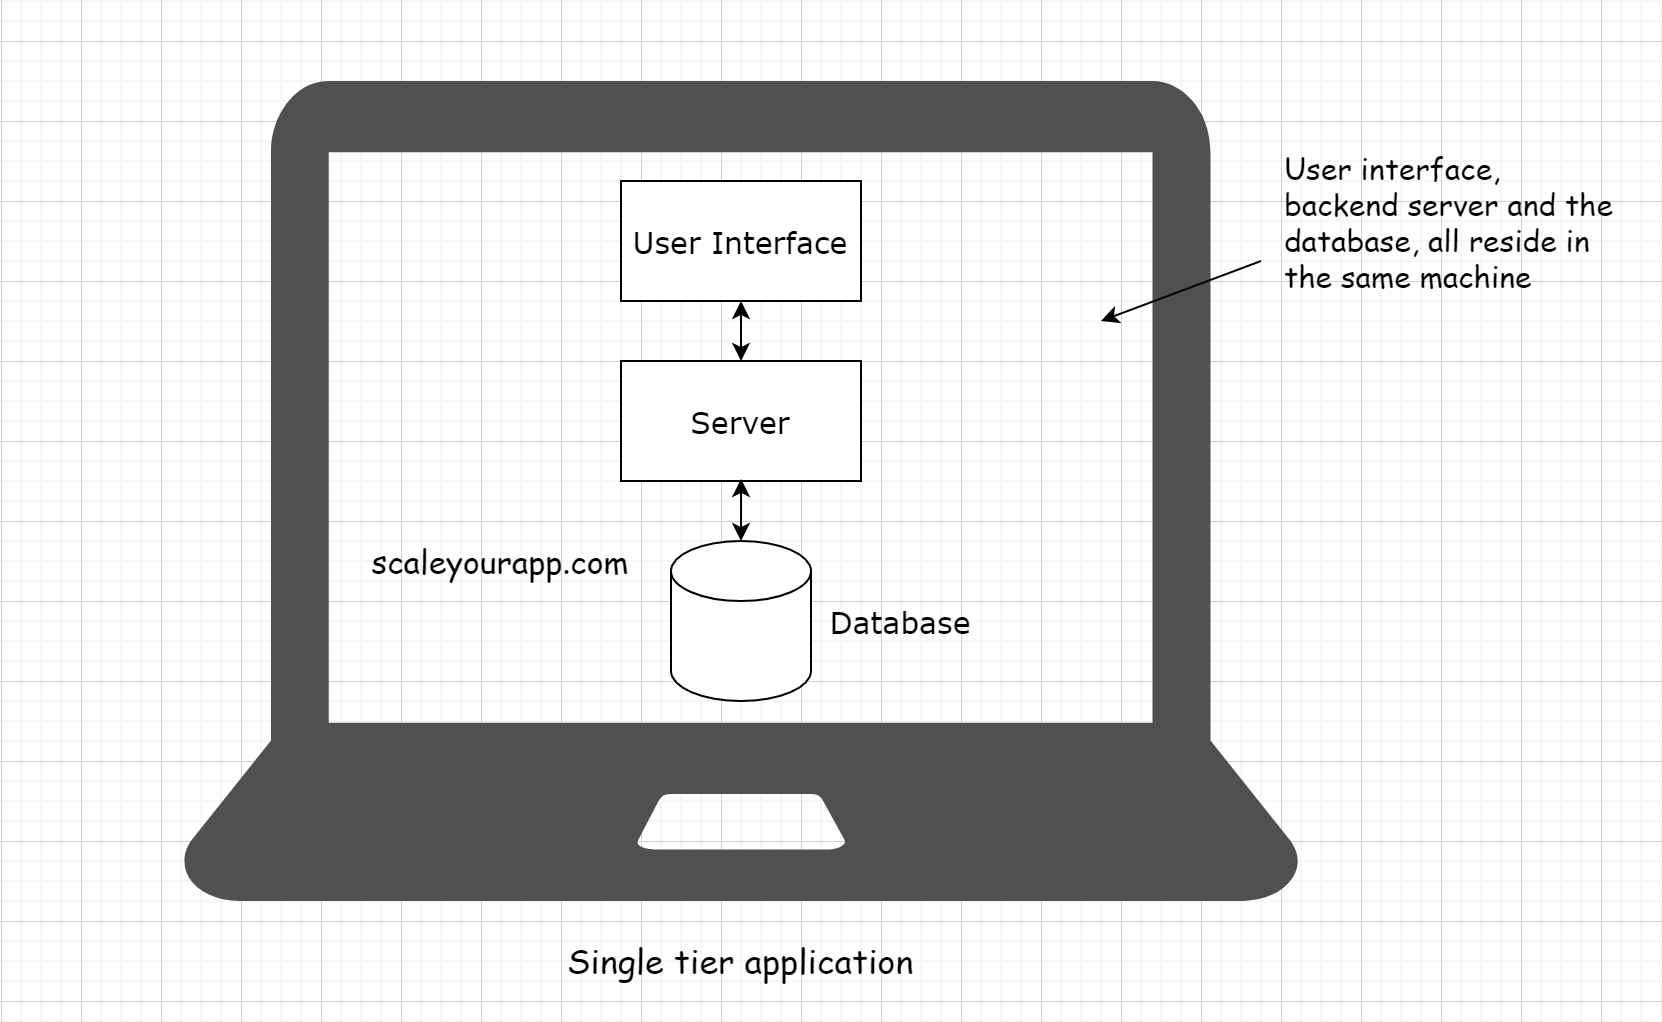 User Interface
User interface,
backend server and the
database, all reside in
the same machine
Server
scaleyourapp.com
Database
Single tier application